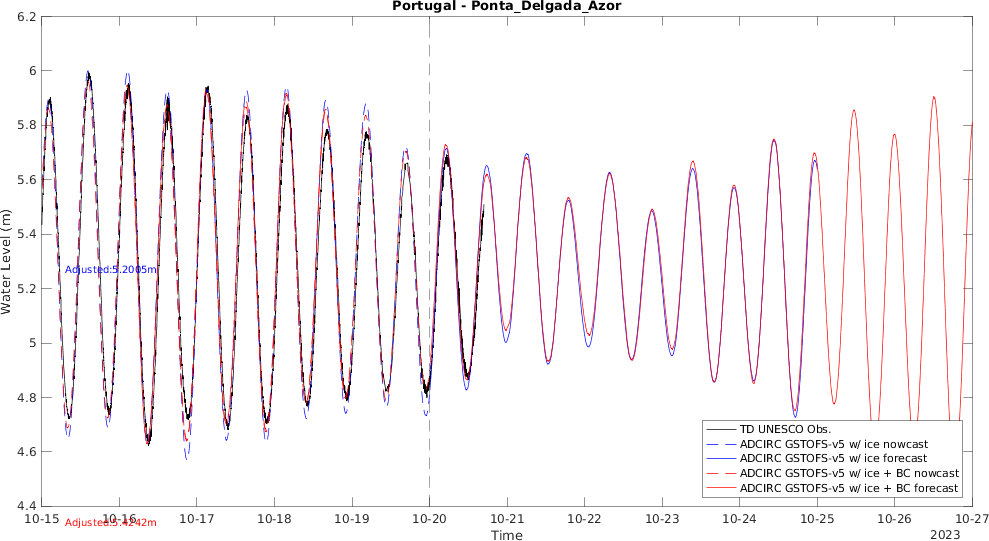 Portugal - Ponta_Delgada_Azor
6.2
6
5.8
5.6
5.4
5.2
5
4.8
4.6
4.4
Water Level (m)
Adjusted:5.2005m
Adjusted:5.4242m
TD UNESCO Obs.
ADCIRC GSTOFS-v5 w/ ice nowcast
ADCIRC GSTOFS-v5 w/ ice forecast
ADCIRC GSTOFS-v5 w/ ice + BC nowcast
ADCIRC GSTOFS-v5 w/ ice + BC forecast
10-15 10-16 10-17 10-18 10-19 10-20 10-21 10-22 10-23 10-24 10-25 10-26 10-27
Time
2023